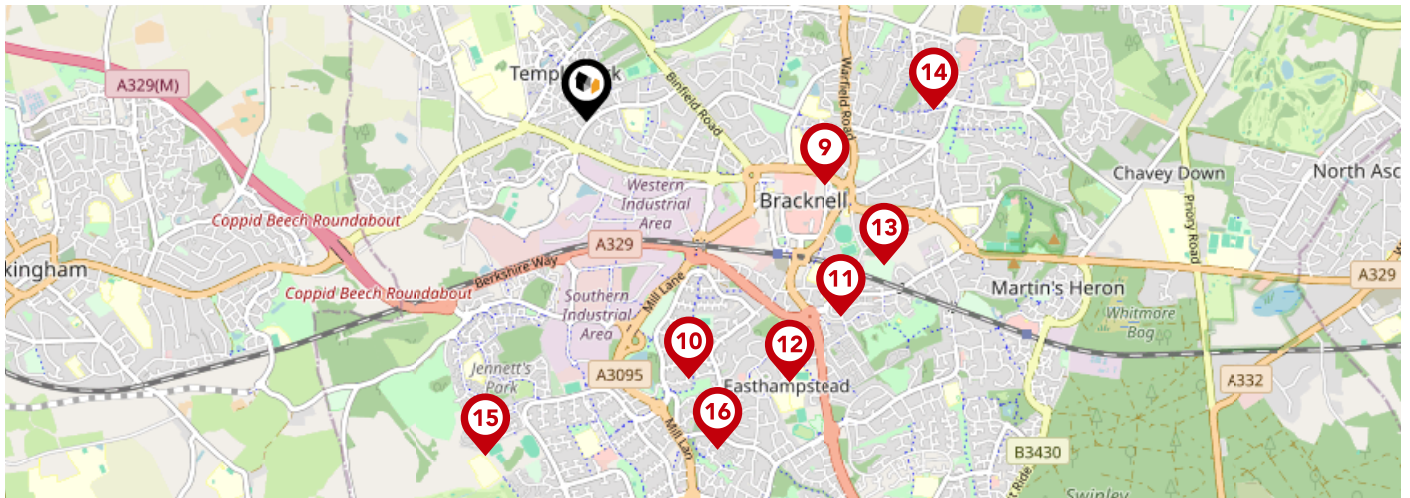 Binfield Road
Warfield Road
14
A329(M)
9
Chavey Down
North Asc
Western
Industrial
Area
Bracknell
Priory Road
Coppid Beech Roundabout
13
A329
kingham
Berkshire Way
11
A329
Coppid Beech Roundabout
Mill Lane
Martin's Heron
Southern
Industrial
Area
Whitmore
Bog
10
12
Jennett's
Park
A3095
Easthampstead
A332
15
16
Mill Lan
B3430
t Ride
Swinley